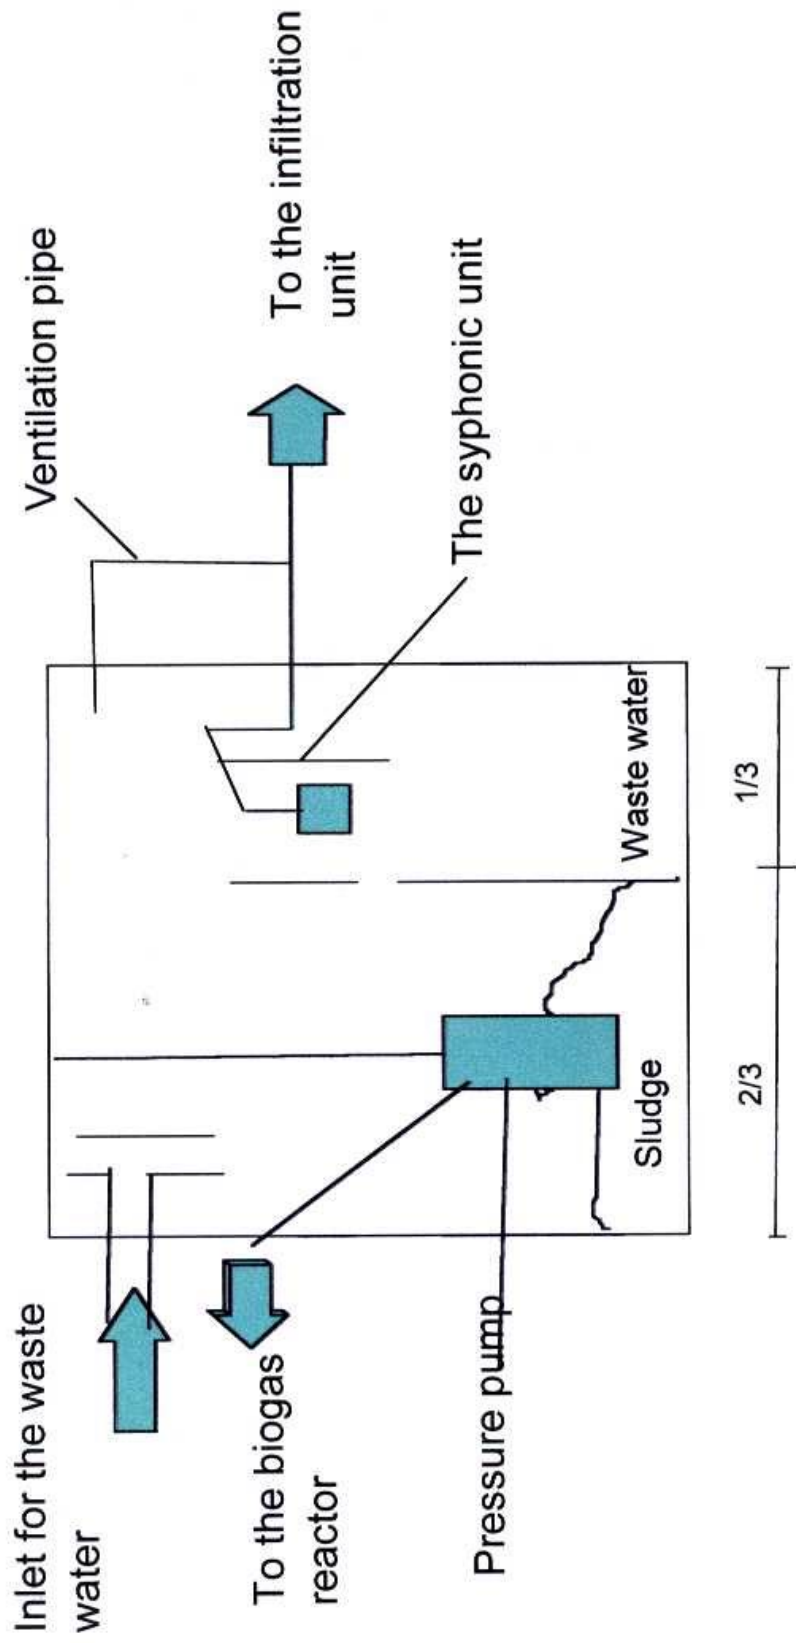 Inlet for the waste
water
To the biogas
reactor
Pressure pump
Sludge
2/3
Ventilation pipe
To the infiltration
unit
The syphonic unit
Waste water
1/3